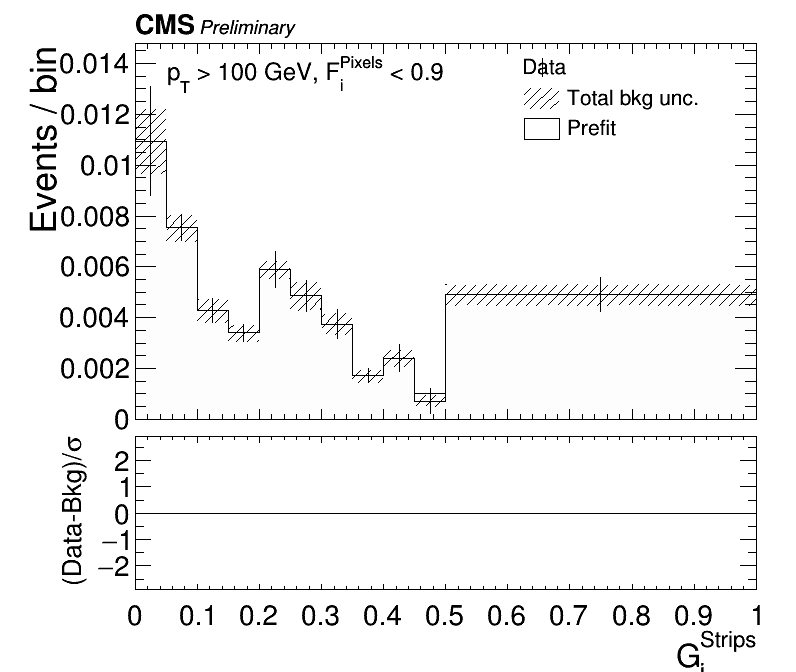 CMS Preliminary
p_T > 100 GeV, F_i^Pixels < 0.9
Data
Total bkg unc.
Prefit
Events / bin
0.014
0.012
0.01
0.008
0.006
0.004
0.002
0
(Data-Bkg)/σ
2
1
0
−1
−2
0 0.1 0.2 0.3 0.4 0.5 0.6 0.7 0.8 0.9 1
G_i^Strips